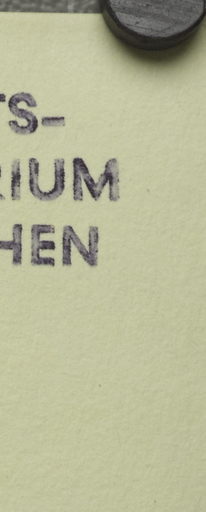 TS-
RIUM
HEN